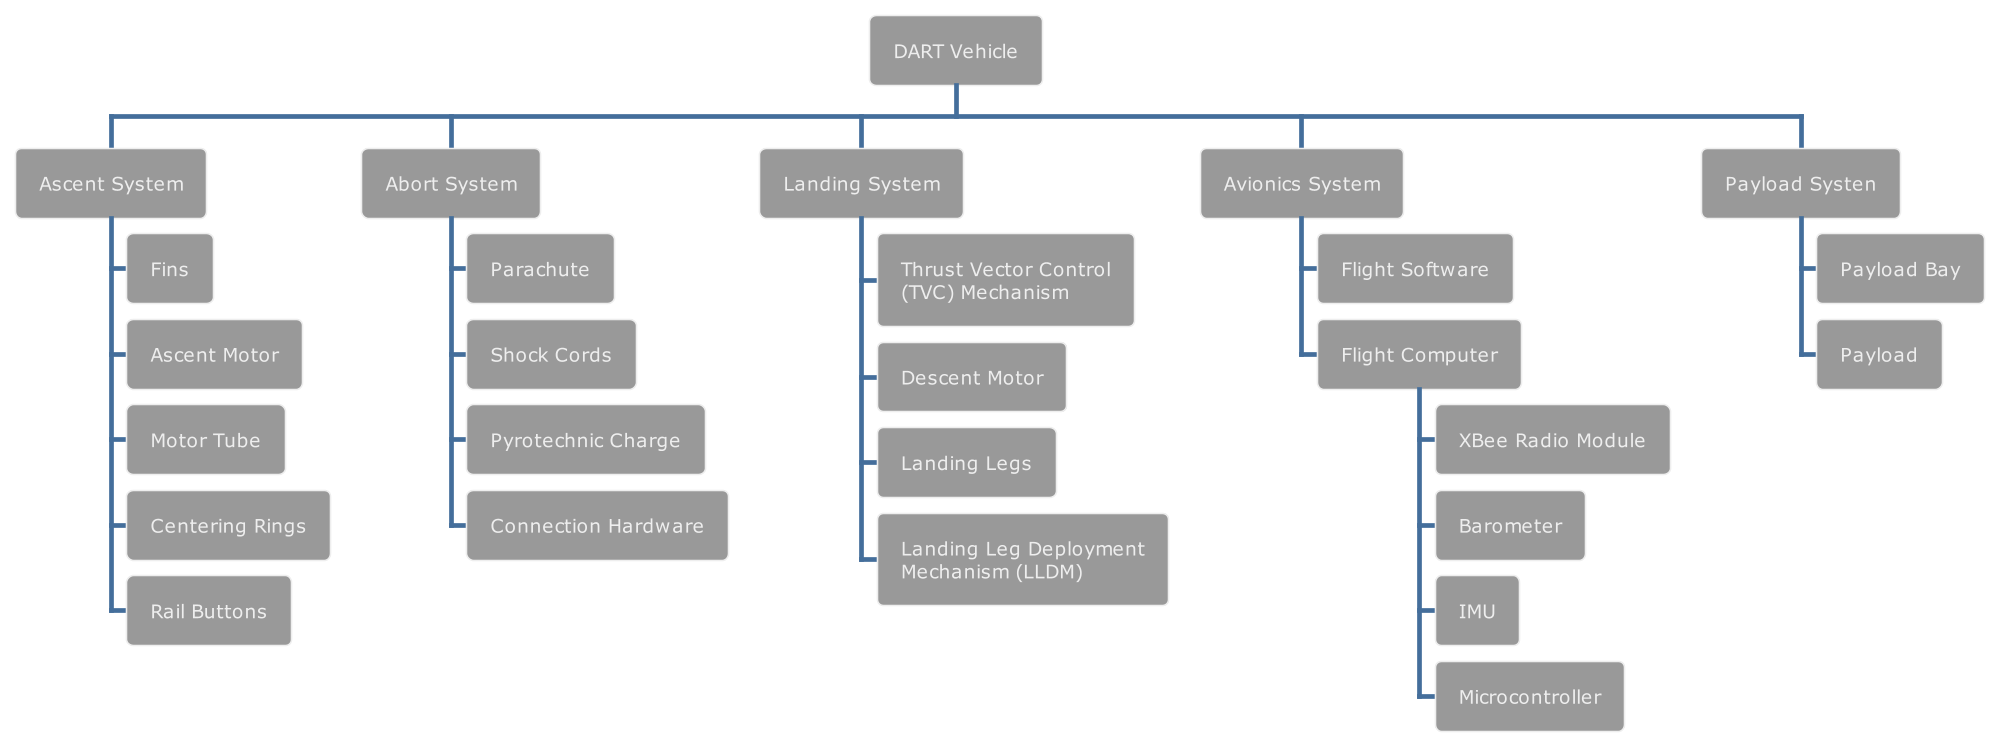 DART Vehicle
Ascent System
Fins
Ascent Motor
Motor Tube
Centering Rings
Rail Buttons
Abort System
Parachute
Shock Cords
Pyrotechnic Charge
Connection Hardware
Landing System
Thrust Vector Control
(TVC) Mechanism
Descent Motor
Landing Legs
Landing Leg Deployment
Mechanism (LLDM)
Avionics System
Flight Software
Flight Computer
XBee Radio Module
Barometer
IMU
Microcontroller
Payload Systen
Payload Bay
Payload